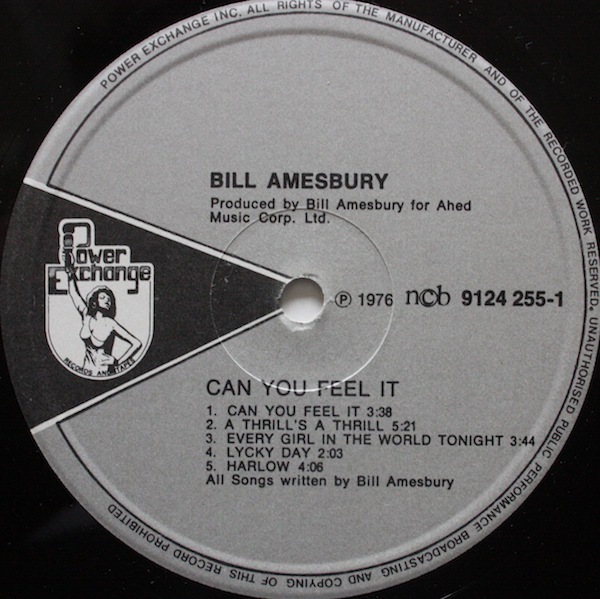 POWER EXCHANGE INC. ALL RIGHTS OF THE MANUFACTURER AND OF THE RECORDED WORK RESERVED. UNAUTHORISED PUBLIC PERFORMANCE BROADCASTING AND COPYING OF THIS RECORD PROHIBITED
BILL AMESBURY
Produced by Bill Amesbury for Ahed
Music Corp. Ltd.
Power
Exchange
RECORDS AND TAPES
Ⓟ 1976 ncb 9124 255-1
CAN YOU FEEL IT
1. CAN YOU FEEL IT 3:38
2. A THRILL'S A THRILL 5:21
3. EVERY GIRL IN THE WORLD TONIGHT 3:44
4. LYCKY DAY 2:03
5. HARLOW 4:06
All Songs written by Bill Amesbury